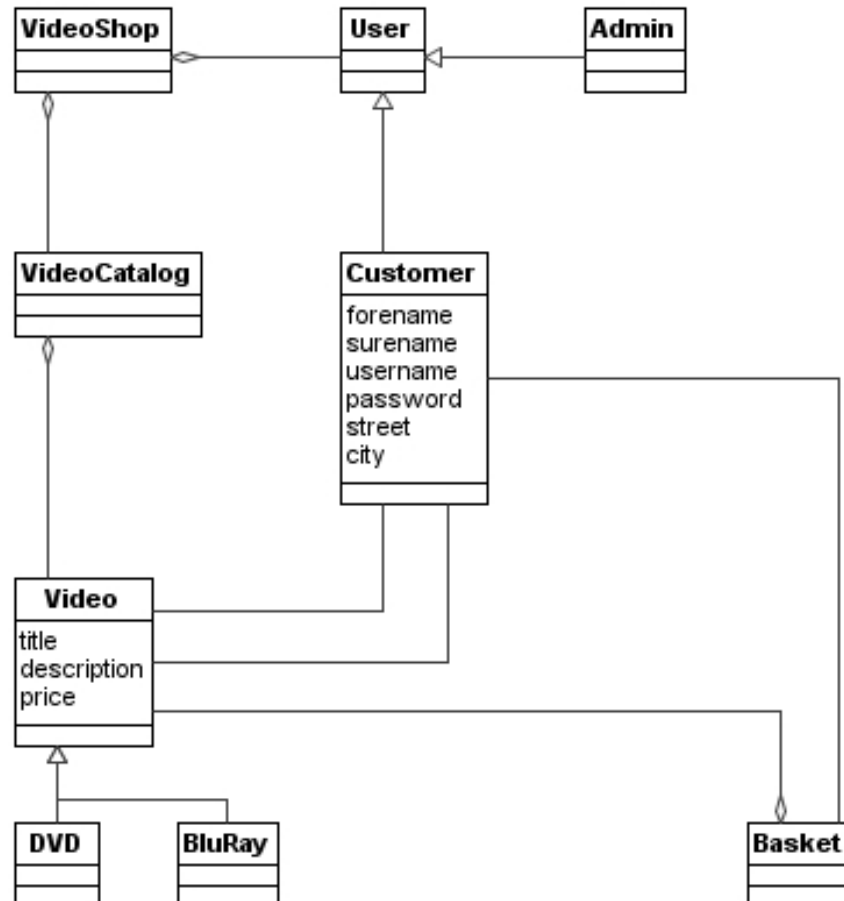 VideoShop
User
Admin
VideoCatalog
Customer
forename
surename
username
password
street
city
Video
title
description
price
DVD
BluRay
Basket